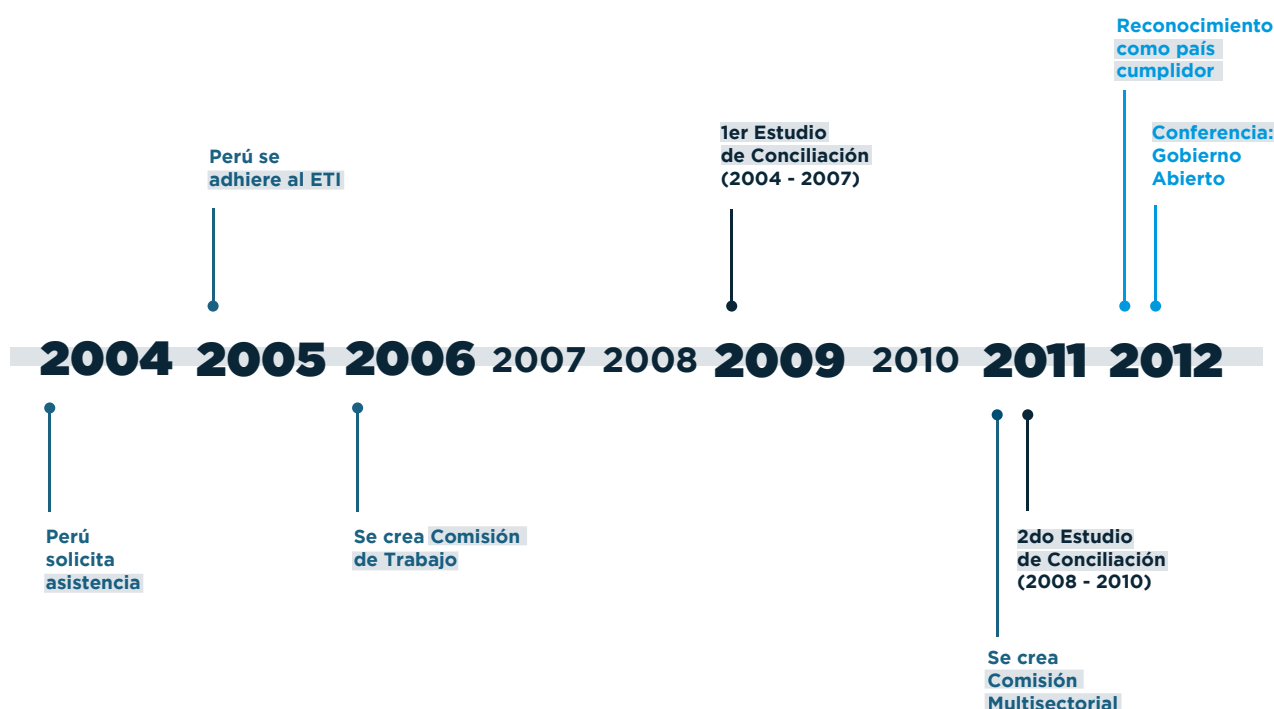 Reconocimiento
como país
cumplidor
1er Estudio
de Conciliación
(2004 - 2007)
Conferencia:
Gobierno
Abierto
Perú se
adhiere al ETI
2004 2005 2006 2007 2008 2009 2010 2011 2012
Perú
solicita
asistencia
Se crea Comisión
de Trabajo
2do Estudio
de Conciliación
(2008 - 2010)
Se crea
Comisión
Multisectorial